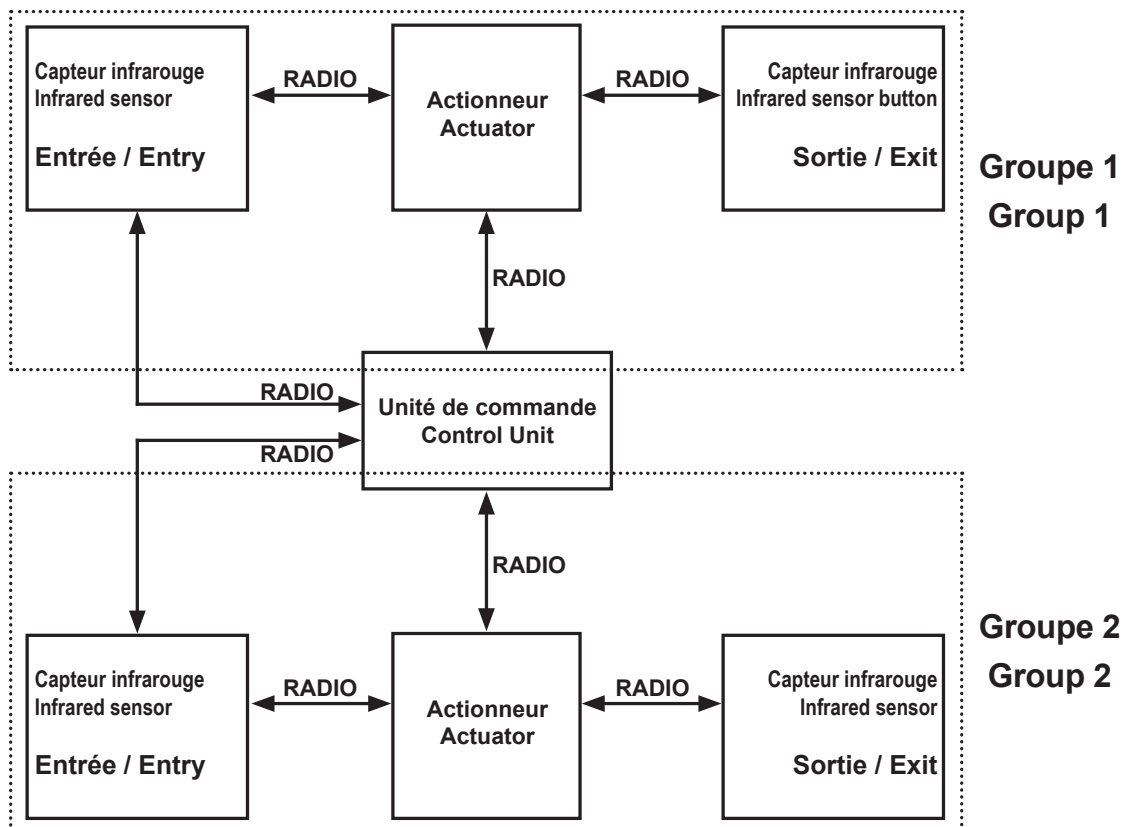 Capteur infrarouge
Infrared sensor
Entrée / Entry
RADIO
Actionneur
Actuator
RADIO
Capteur infrarouge
Infrared sensor button
Sortie / Exit
Groupe 1
Group 1
RADIO
RADIO
Unité de commande
Control Unit
RADIO
RADIO
Capteur infrarouge
Infrared sensor
Entrée / Entry
RADIO
Actionneur
Actuator
RADIO
Capteur infrarouge
Infrared sensor
Sortie / Exit
Groupe 2
Group 2